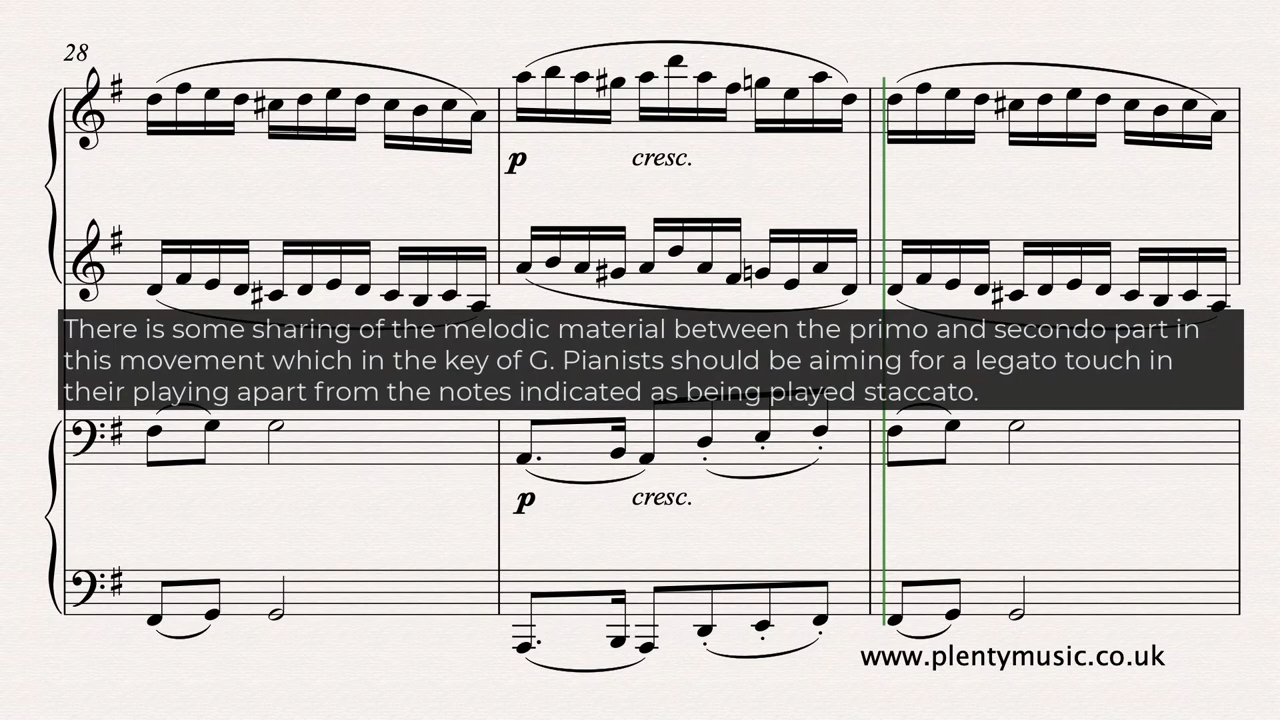 28
p cresc.
There is some sharing of the melodic material between the primo and secondo part in
this movement which in the key of G. Pianists should be aiming for a legato touch in
their playing apart from the notes indicated as being played staccato.
p cresc.
www.plentymusic.co.uk